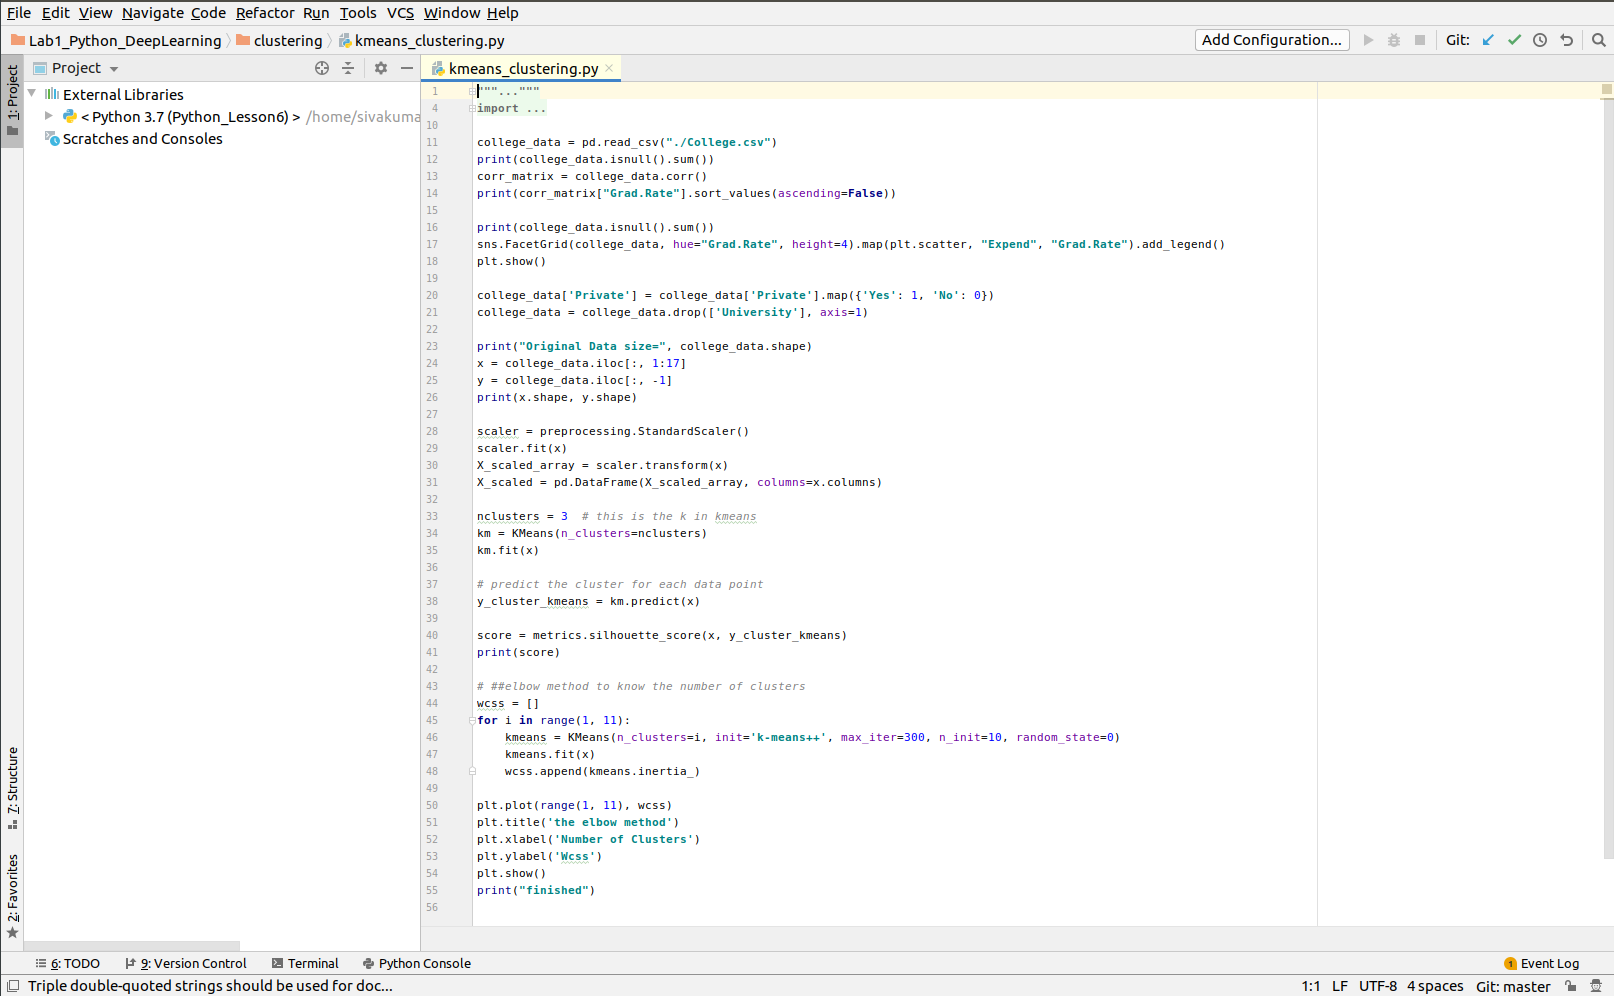 File Edit View Navigate Code Refactor Run Tools VCS Window Help
Lab1_Python_DeepLearning clustering kmeans_clustering.py Add Configuration... Git:
1: Project
Project
External Libraries
< Python 3.7 (Python_Lesson6) > /home/sivakuma
Scratches and Consoles
7: Structure
2: Favorites
kmeans_clustering.py
1 """..."""
4 import ...
10
11 college_data = pd.read_csv("./College.csv")
12 print(college_data.isnull().sum())
13 corr_matrix = college_data.corr()
14 print(corr_matrix["Grad.Rate"].sort_values(ascending=False))
15
16 print(college_data.isnull().sum())
17 sns.FacetGrid(college_data, hue="Grad.Rate", height=4).map(plt.scatter, "Expend", "Grad.Rate").add_legend()
18 plt.show()
19
20 college_data['Private'] = college_data['Private'].map({'Yes': 1, 'No': 0})
21 college_data = college_data.drop(['University'], axis=1)
22
23 print("Original Data size=", college_data.shape)
24 x = college_data.iloc[:, 1:17]
25 y = college_data.iloc[:, -1]
26 print(x.shape, y.shape)
27
28 scaler = preprocessing.StandardScaler()
29 scaler.fit(x)
30 X_scaled_array = scaler.transform(x)
31 X_scaled = pd.DataFrame(X_scaled_array, columns=x.columns)
32
33 nclusters = 3  # this is the k in kmeans
34 km = KMeans(n_clusters=nclusters)
35 km.fit(x)
36
37 # predict the cluster for each data point
38 y_cluster_kmeans = km.predict(x)
39
40 score = metrics.silhouette_score(x, y_cluster_kmeans)
41 print(score)
42
43 # ##elbow method to know the number of clusters
44 wcss = []
45 for i in range(1, 11):
46     kmeans = KMeans(n_clusters=i, init='k-means++', max_iter=300, n_init=10, random_state=0)
47     kmeans.fit(x)
48     wcss.append(kmeans.inertia_)
49
50 plt.plot(range(1, 11), wcss)
51 plt.title('the elbow method')
52 plt.xlabel('Number of Clusters')
53 plt.ylabel('Wcss')
54 plt.show()
55 print("finished")
56
6: TODO 9: Version Control Terminal Python Console 1 Event Log
Triple double-quoted strings should be used for doc... 1:1 LF UTF-8 4 spaces Git: master